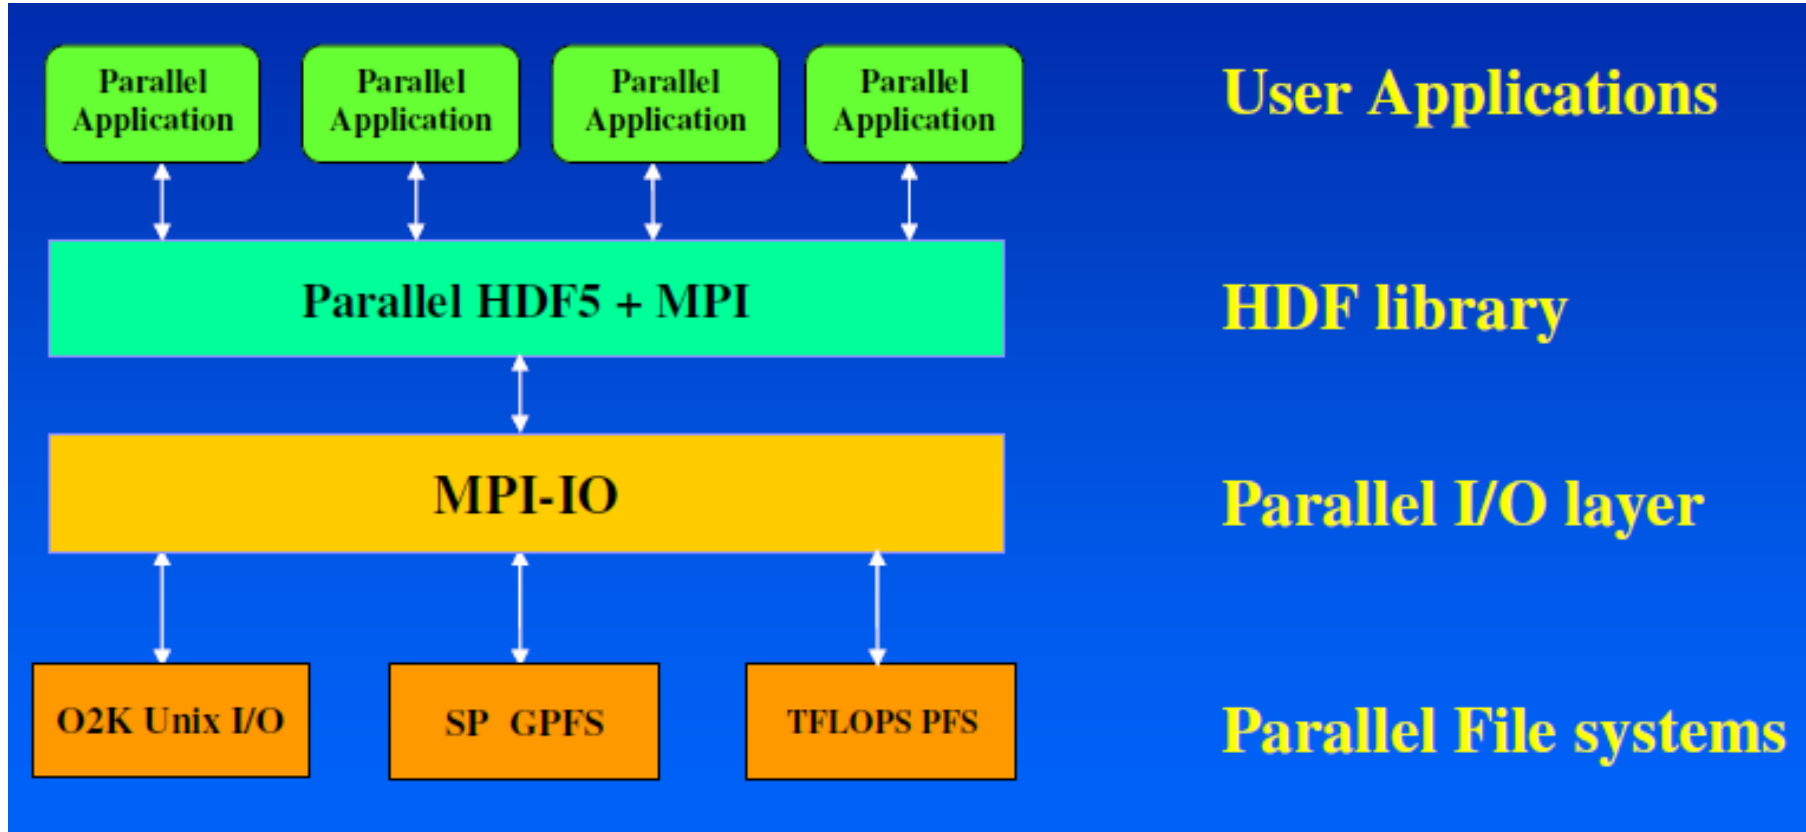 Parallel
Application
Parallel
Application
Parallel
Application
Parallel
Application
User Applications
Parallel HDF5 + MPI
HDF library
MPI-IO
Parallel I/O layer
O2K Unix I/O
SP GPFS
TFLOPS PFS
Parallel File systems